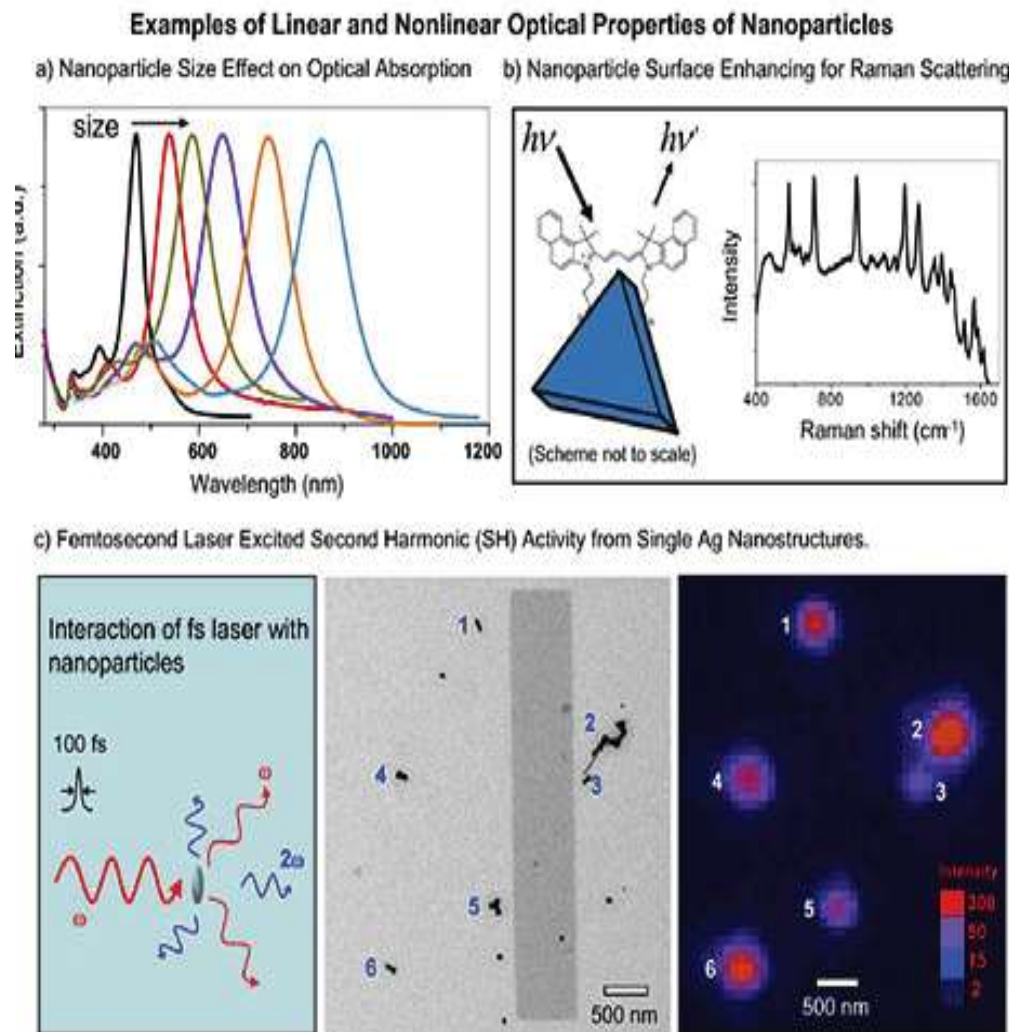 Examples of Linear and Nonlinear Optical Properties of Nanoparticles
a) Nanoparticle Size Effect on Optical Absorption
b) Nanoparticle Surface Enhancing for Raman Scattering
size
Extinction (a.u.)
400 600 800 1000 1200
Wavelength (nm)
hν
hν'
(Scheme not to scale)
Intensity
400 800 1200 1600
Raman shift (cm⁻¹)
c) Femtosecond Laser Excited Second Harmonic (SH) Activity from Single Ag Nanostructures.
Interaction of fs laser with
nanoparticles
100 fs
ω
2ω
ω
1
2
3
4
5
6
500 nm
1
2
3
4
5
6
500 nm
Intensity
50
15
2